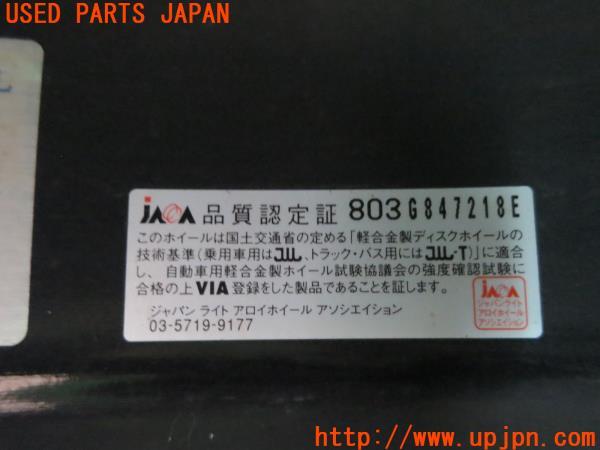 USED PARTS JAPAN
JAWA 品質認定証 803G847218E
このホイールは国土交通省の定める「軽合金製ディスクホイールの
技術基準(乗用車用はJWL、トラック・バス用にはJWL-T)」に適合
し、自動車用軽合金製ホイール試験協議会の強度確認試験に
合格の上VIA登録をした製品であることを証します。
ジャパン ライト アロイホイール アソシエイション
03-5719-9177
JAWA
ジャパンライト
アロイホイール
アソシエイション
UPJ
http://www.upjpn.com/